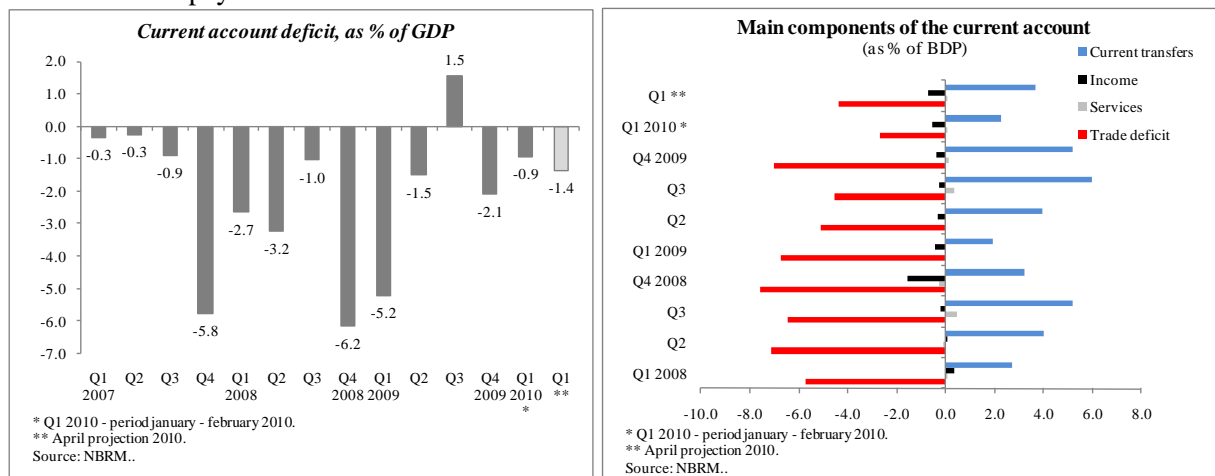 Current account deficit, as % of GDP
2.0
1.0
0.0
-1.0
-2.0
-3.0
-4.0
-5.0
-6.0
-7.0
-0.3
-0.3
-0.9
-5.8
-2.7
-3.2
-1.0
-6.2
-5.2
-1.5
1.5
-2.1
-0.9
-1.4
Q1 Q2 Q3 Q4 Q1 Q2 Q3 Q4 Q1 Q2 Q3 Q4 Q1 Q1
2007 2008 2008 2009 2009 2010 **
*
* Q1 2010 - period january - february 2010.
** April projection 2010.
Source: NBRM..
Main components of the current account
(as % of BDP)
Current transfers
Income
Services
Trade deficit
Q1 **
Q1 2010 *
Q4 2009
Q3
Q2
Q1 2009
Q4 2008
Q3
Q2
Q1 2008
-10.0 -8.0 -6.0 -4.0 -2.0 0.0 2.0 4.0 6.0 8.0
* Q1 2010 - period january - february 2010.
** April projection 2010.
Source: NBRM..